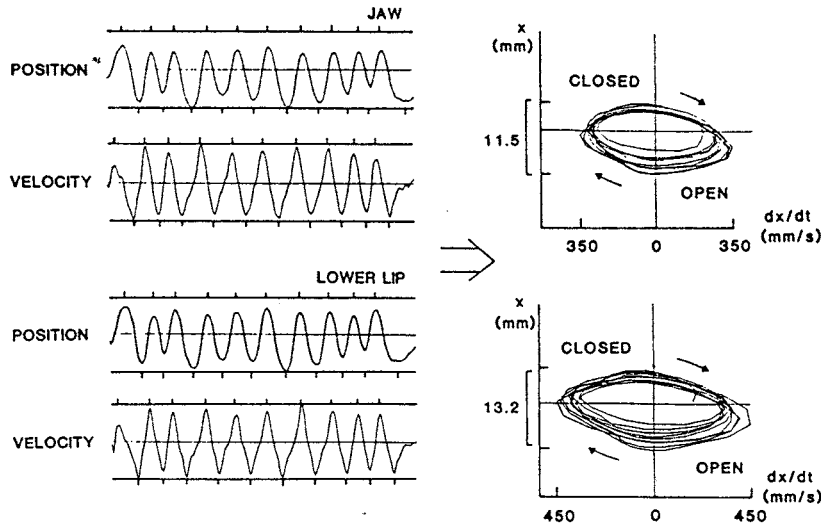 JAW
POSITION
VELOCITY
LOWER LIP
POSITION
VELOCITY
x
(mm)
CLOSED
11.5
OPEN
dx/dt
(mm/s)
350 0 350
x
(mm)
CLOSED
13.2
OPEN
dx/dt
(mm/s)
450 0 450